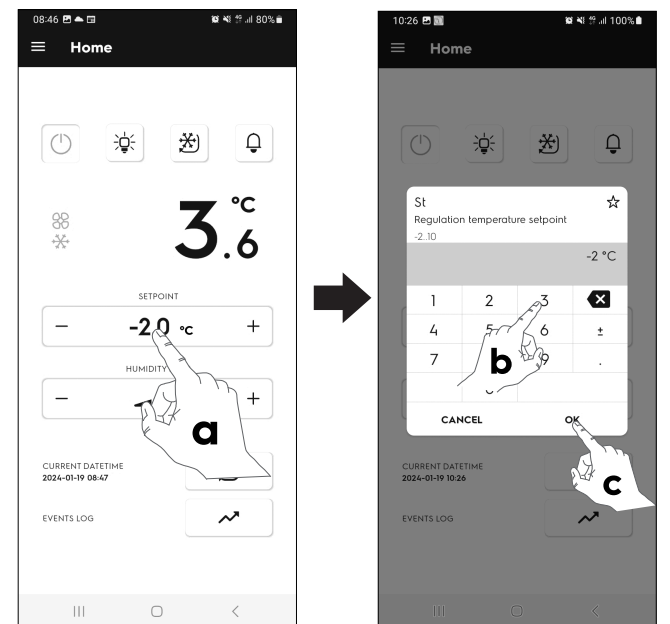 08:46 4G 80%
Home
3.6 °C
SETPOINT
− -2.0 °C +
HUMIDITY
− +
a
CURRENT DATETIME
2024-01-19 08:47
EVENTS LOG
10:26 4G 100%
Home
St
Regulation temperature setpoint
-2..10
-2 °C
1 2 3
4 5 6 ±
7 9 .
b
CANCEL OK
c
CURRENT DATETIME
2024-01-19 10:26
EVENTS LOG